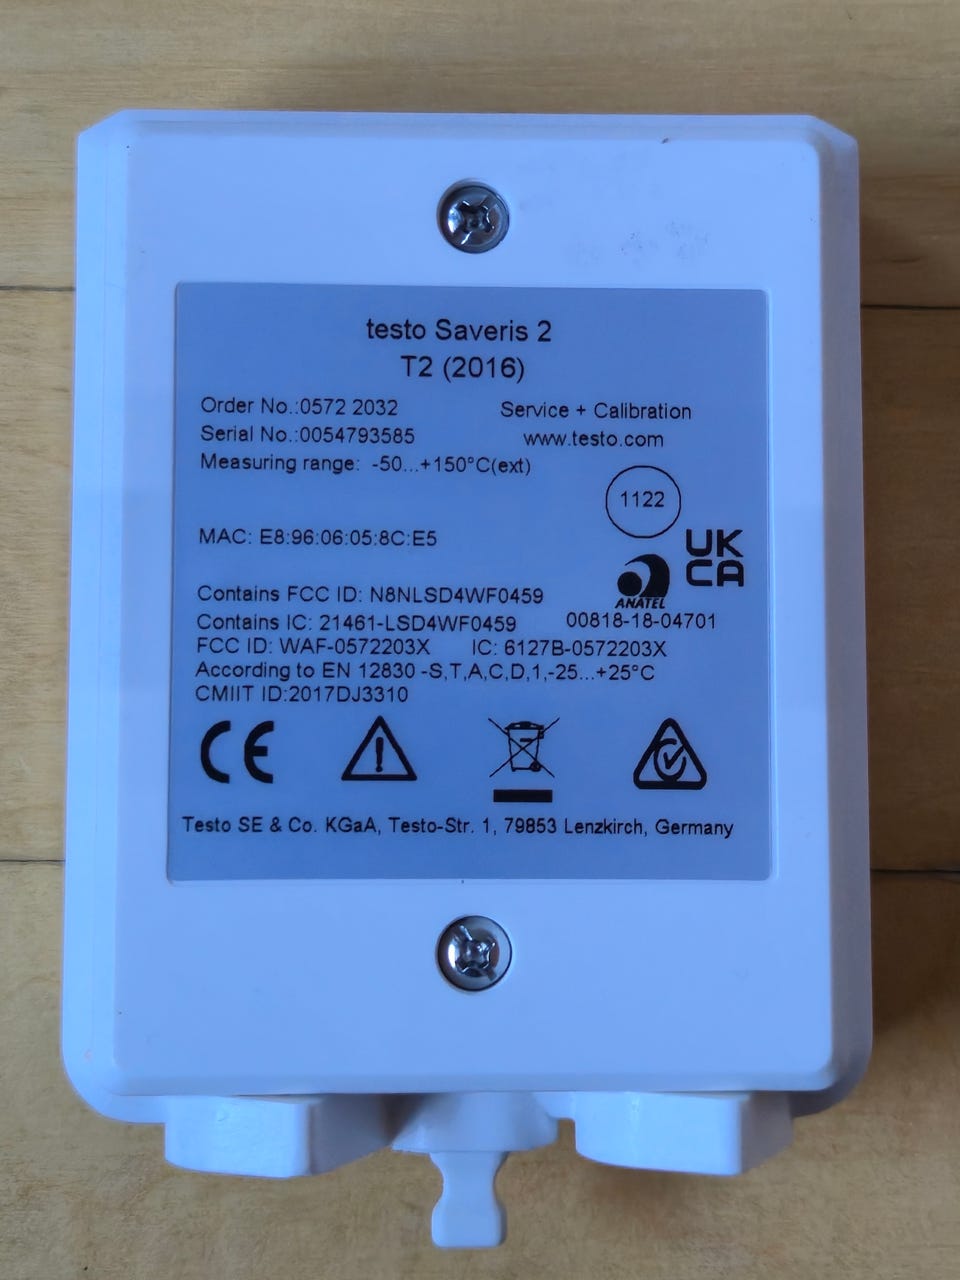 testo Saveris 2
T2 (2016)
Order No.:0572 2032
Serial No.:0054793585
Measuring range: -50...+150°C(ext)
Service + Calibration
www.testo.com
1122
MAC: E8:96:06:05:8C:E5
UK
CA
ANATEL
Contains FCC ID: N8NLSD4WF0459
Contains IC: 21461-LSD4WF0459
00818-18-04701
FCC ID: WAF-0572203X IC: 6127B-0572203X
According to EN 12830 -S,T,A,C,D,1,-25...+25°C
CMIIT ID:2017DJ3310
CE
Testo SE & Co. KGaA, Testo-Str. 1, 79853 Lenzkirch, Germany